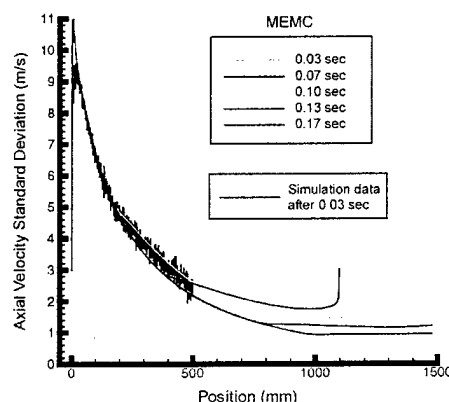 MEMC
0.03 sec
0.07 sec
0.10 sec
0.13 sec
0.17 sec
Simulation data
after 0 03 sec
Axial Velocity Standard Deviation (m/s)
11
10
9
8
7
6
5
4
3
2
1
0
0
500
1000
1500
Position (mm)